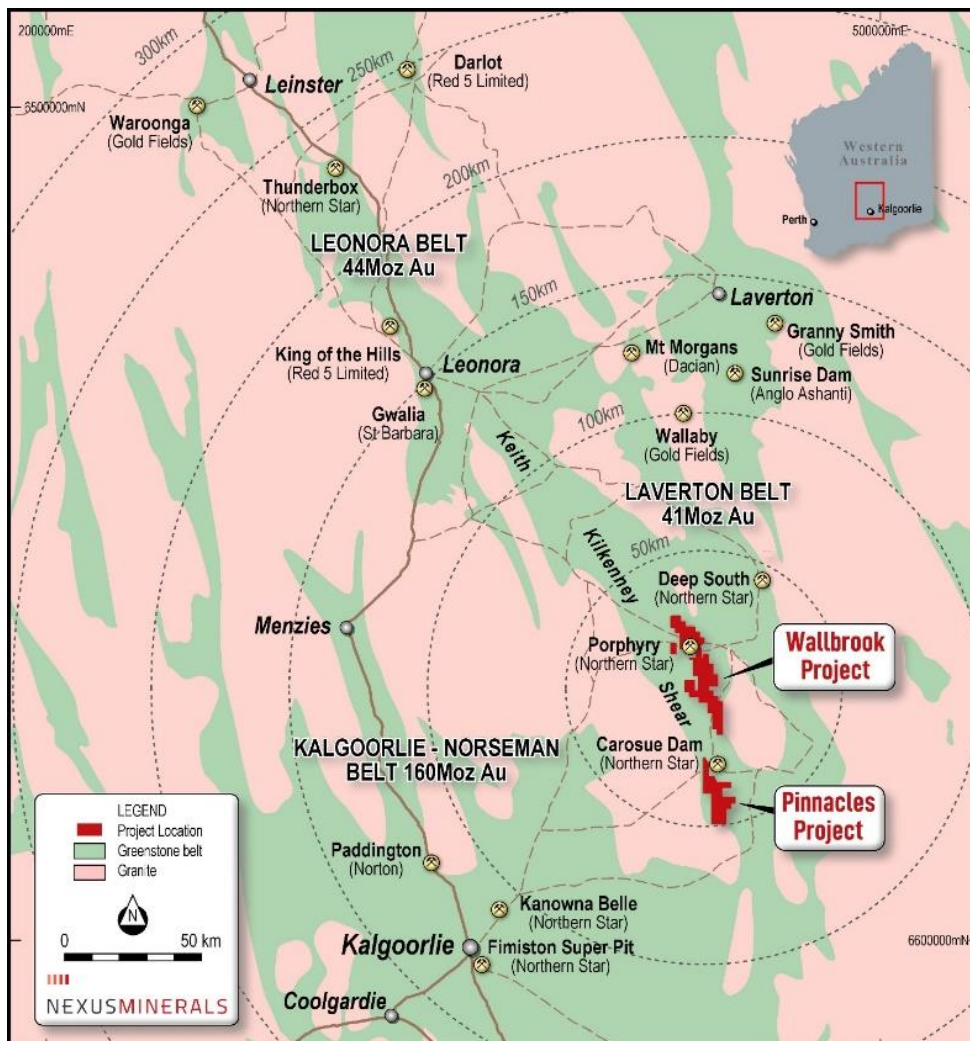 200000mE
500000mE
300km
250km
Darlot
(Red 5 Limited)
Leinster
6500000mN
Waroonga
(Gold Fields)
Western
Australia
Thunderbox
(Northern Star)
200km
Perth
Kalgoorlie
LEONORA BELT
44Moz Au
150km
Laverton
King of the Hills
(Red 5 Limited)
Leonora
Mt Morgans
(Dacian)
Granny Smith
(Gold Fields)
Sunrise Dam
(Anglo Ashanti)
Gwalia
(St Barbara)
100km
Wallaby
(Gold Fields)
Keith
LAVERTON BELT
41Moz Au
Kilkenney
50km
Deep South
(Northern Star)
Menzies
Porphyry
(Northern Star)
Wallbrook
Project
Shear
KALGOORLIE - NORSEMAN
BELT 160Moz Au
Carosue Dam
(Northern Star)
Pinnacles
Project
LEGEND
Project Location
Greenstone belt
Granite
N
0 50 km
NEXUSMINERALS
Paddington
(Norton)
Kanowna Belle
(Northern Star)
Kalgoorlie
Fimiston Super Pit
(Northern Star)
6600000mN
Coolgardie